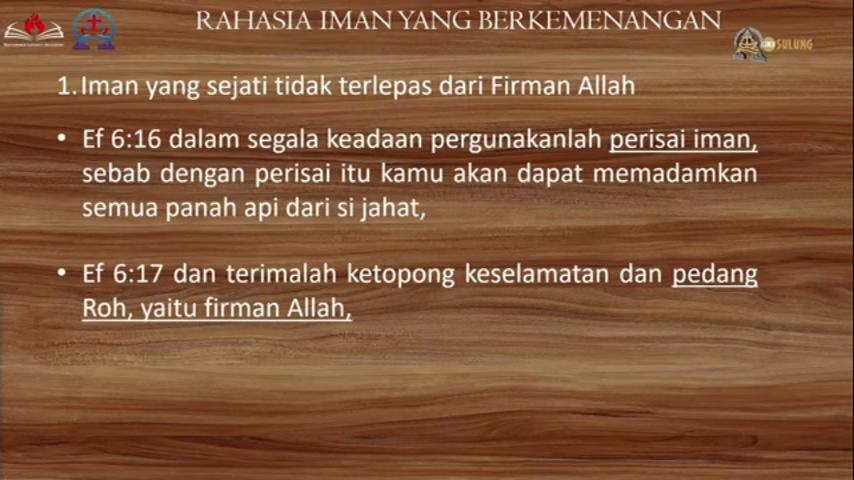 RAHASIA IMAN YANG BERKEMENANGAN
SULUNG
1. Iman yang sejati tidak terlepas dari Firman Allah
• Ef 6:16 dalam segala keadaan pergunakanlah perisai iman,
sebab dengan perisai itu kamu akan dapat memadamkan
semua panah api dari si jahat,
• Ef 6:17 dan terimalah ketopong keselamatan dan pedang
Roh, yaitu firman Allah,